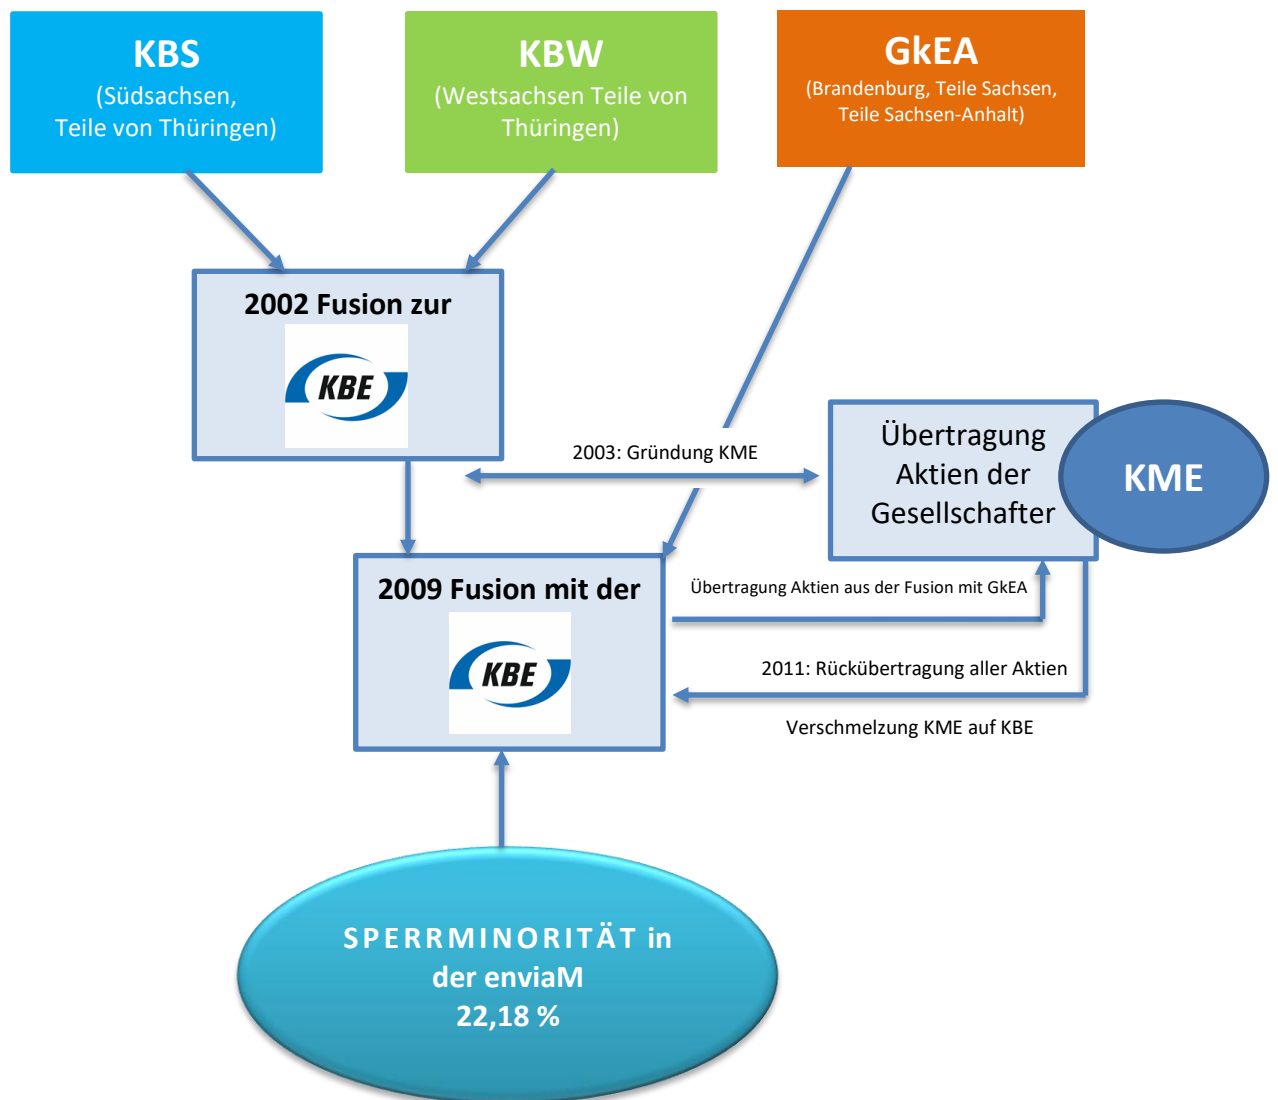 KBS
(Südsachsen,
Teile von Thüringen)
KBW
(Westsachsen Teile von
Thüringen)
GkEA
(Brandenburg, Teile Sachsen,
Teile Sachsen-Anhalt)
2002 Fusion zur
KBE
2003: Gründung KME
Übertragung
Aktien der
Gesellschafter
KME
2009 Fusion mit der
KBE
Übertragung Aktien aus der Fusion mit GkEA
2011: Rückübertragung aller Aktien
Verschmelzung KME auf KBE
SPERRMINORITÄT in
der enviaM
22,18 %